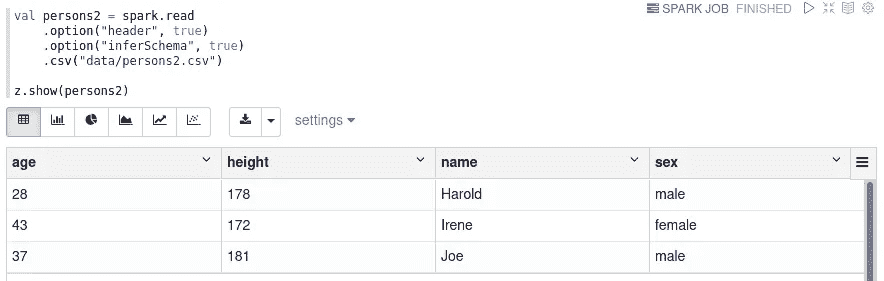 val persons2 = spark.read
SPARK JOB FINISHED
.option("header", true)
.option("inferSchema", true)
.csv("data/persons2.csv")
z.show(persons2)
settings
age height name sex
28 178 Harold male
43 172 Irene female
37 181 Joe male